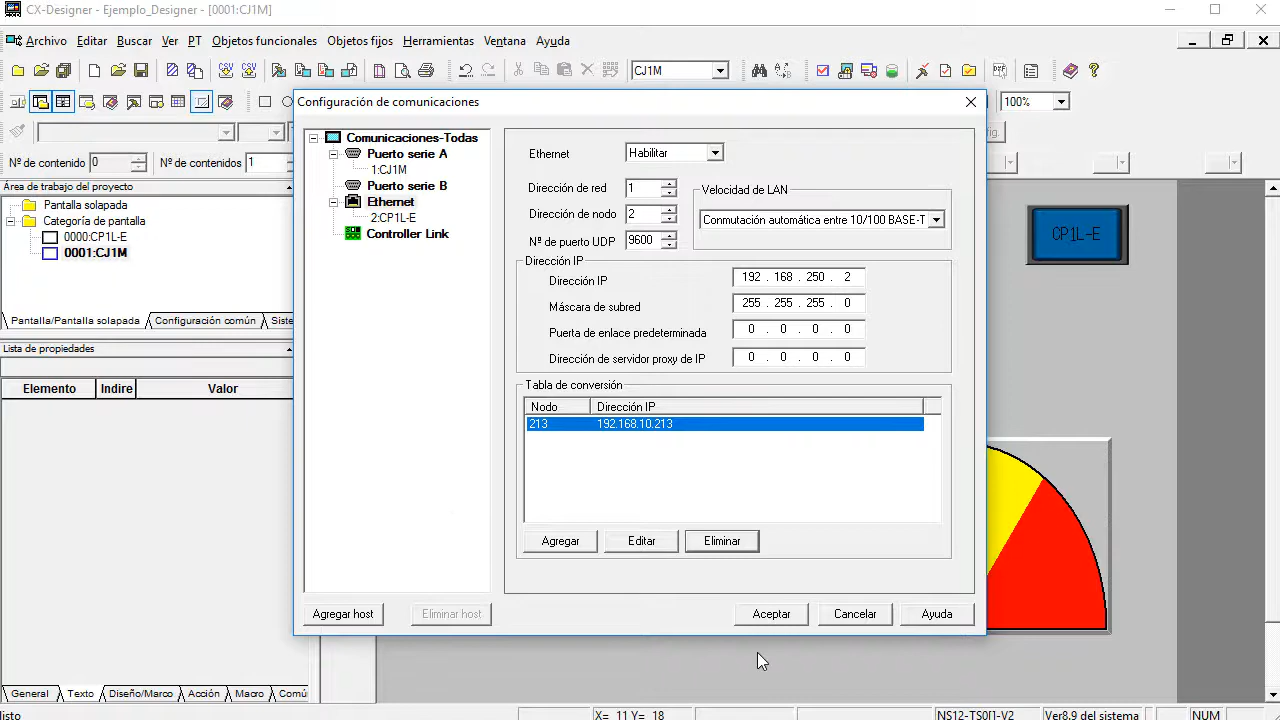 CX-Designer - Ejemplo_Designer - [0001:CJ1M]
Archivo Editar Buscar Ver PT Objetos funcionales Objetos fijos Herramientas Ventana Ayuda
CJ1M
100%
Nº de contenido 0 Nº de contenidos 1
Área de trabajo del proyecto
Pantalla solapada
Categoría de pantalla
0000:CP1L-E
0001:CJ1M
Pantalla/Pantalla solapada Configuración común Siste
Lista de propiedades
Elemento Indire Valor
General Texto Diseño/Marco Acción Macro Comú
Configuración de comunicaciones
Comunicaciones-Todas
Puerto serie A
1:CJ1M
Puerto serie B
Ethernet
2:CP1L-E
Controller Link
Ethernet Habilitar
Dirección de red 1
Dirección de nodo 2
Nº de puerto UDP 9600
Velocidad de LAN
Conmutación automática entre 10/100 BASE-T
Dirección IP
Dirección IP 192 . 168 . 250 . 2
Máscara de subred 255 . 255 . 255 . 0
Puerta de enlace predeterminada 0 . 0 . 0 . 0
Dirección de servidor proxy de IP 0 . 0 . 0 . 0
Tabla de conversión
Nodo Dirección IP
213 192.168.10.213
Agregar Editar Eliminar
Agregar host Eliminar host Aceptar Cancelar Ayuda
ig.
CP1L-E
listo X= 11 Y= 18 NS12-TS0[]-V2 Ver8.9 del sistema NUM